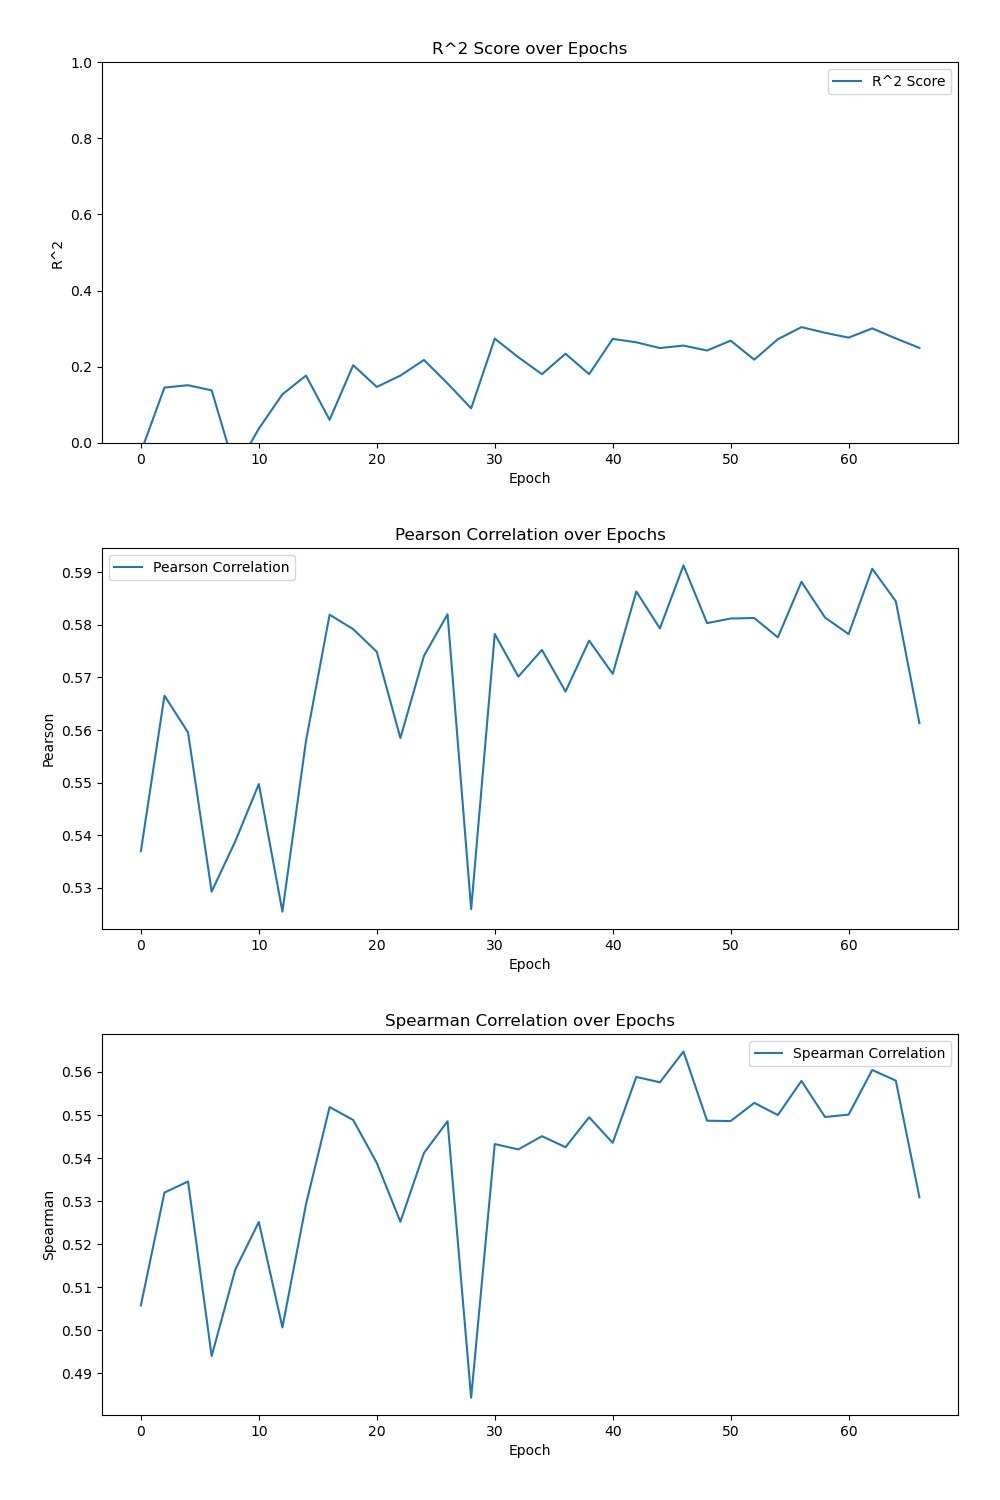 R^2 Score over Epochs
1.0
R^2 Score
0.8
0.6
R^2
0.4
0.2
0.0
0 10 20 30 40 50 60
Epoch
Pearson Correlation over Epochs
Pearson Correlation
0.59
0.58
0.57
0.56
Pearson
0.55
0.54
0.53
0 10 20 30 40 50 60
Epoch
Spearman Correlation over Epochs
Spearman Correlation
0.56
0.55
0.54
0.53
Spearman
0.52
0.51
0.50
0.49
0 10 20 30 40 50 60
Epoch